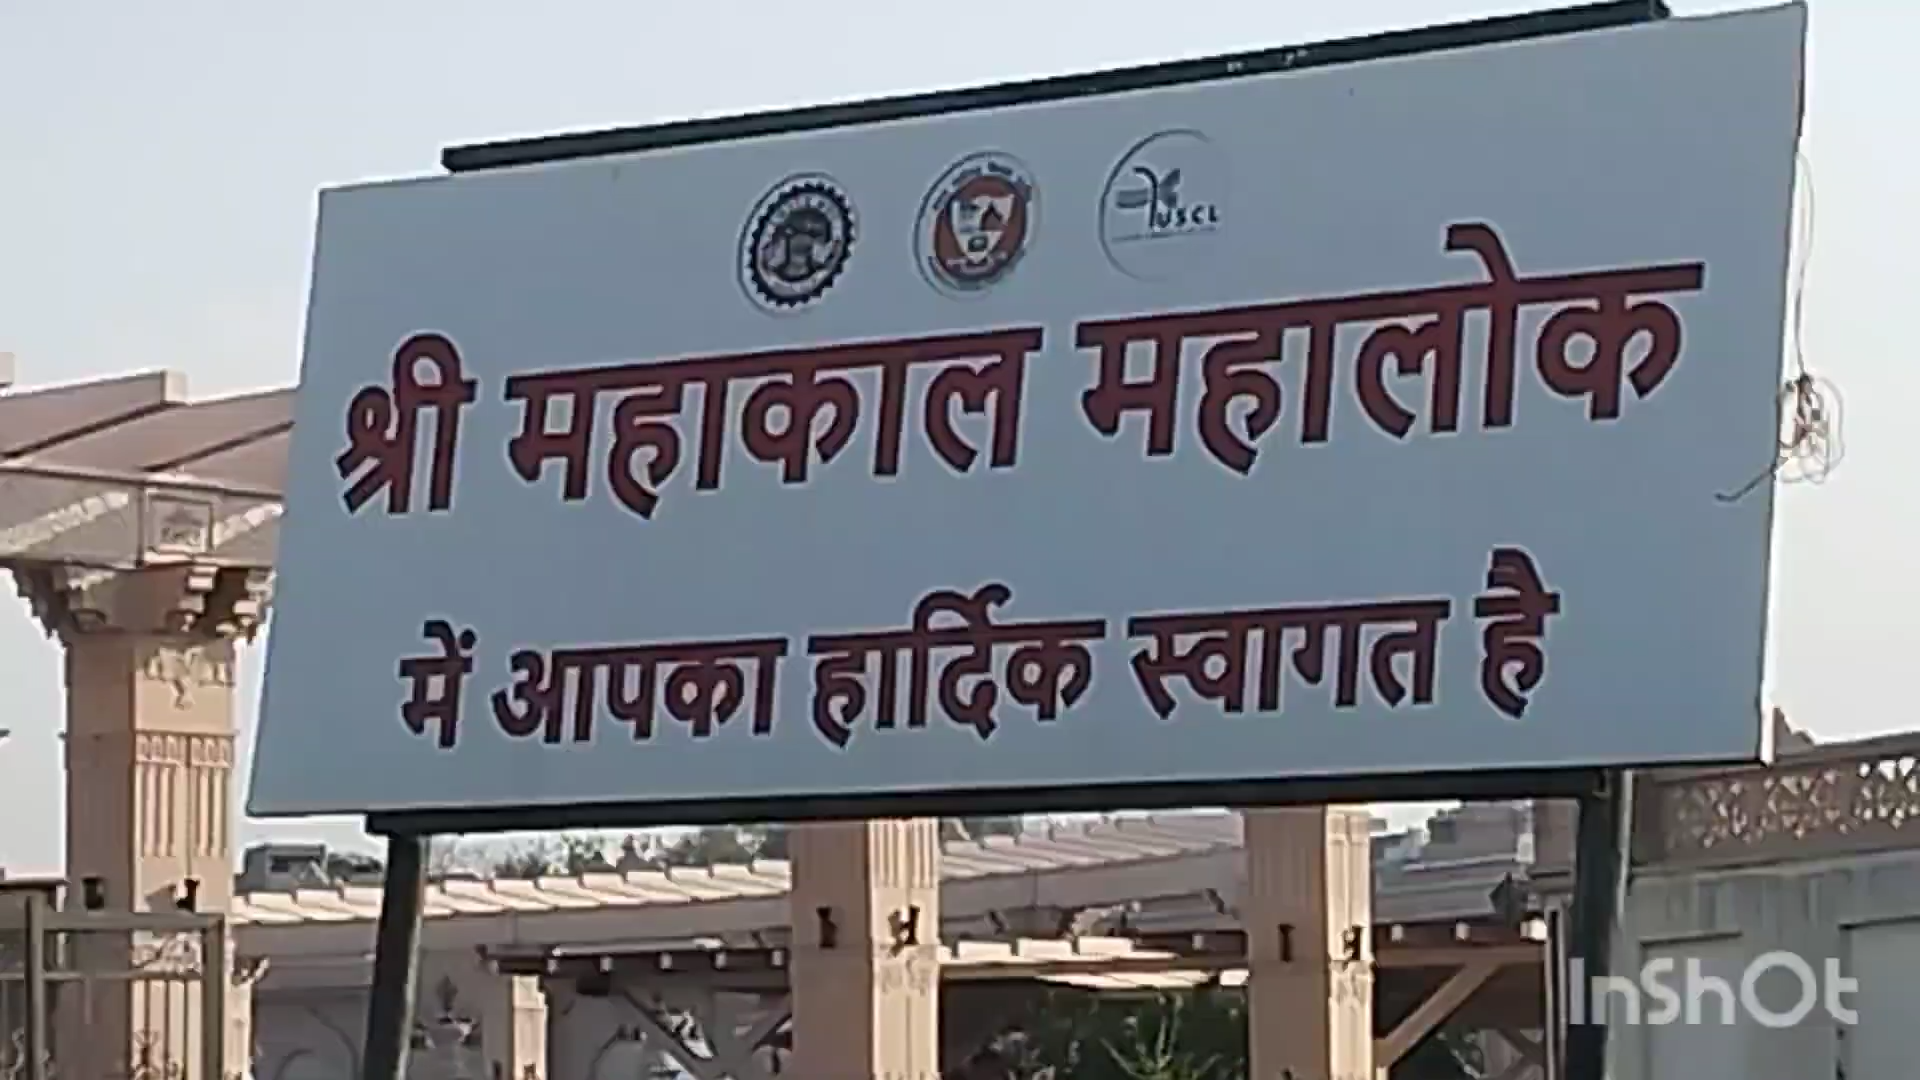 USCL
श्री महाकाल महालोक
में आपका हार्दिक स्वागत है
InShOt